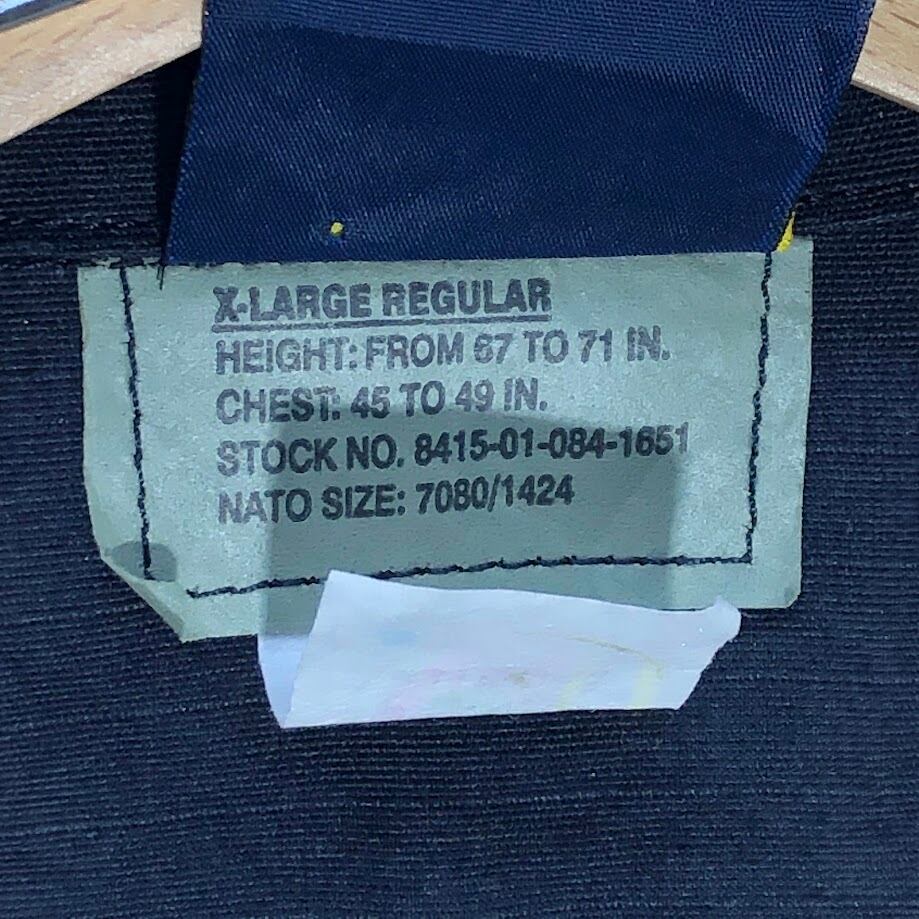 X-LARGE REGULAR
HEIGHT: FROM 67 TO 71 IN.
CHEST: 45 TO 49 IN.
STOCK NO. 8415-01-084-1651
NATO SIZE: 7080/1424